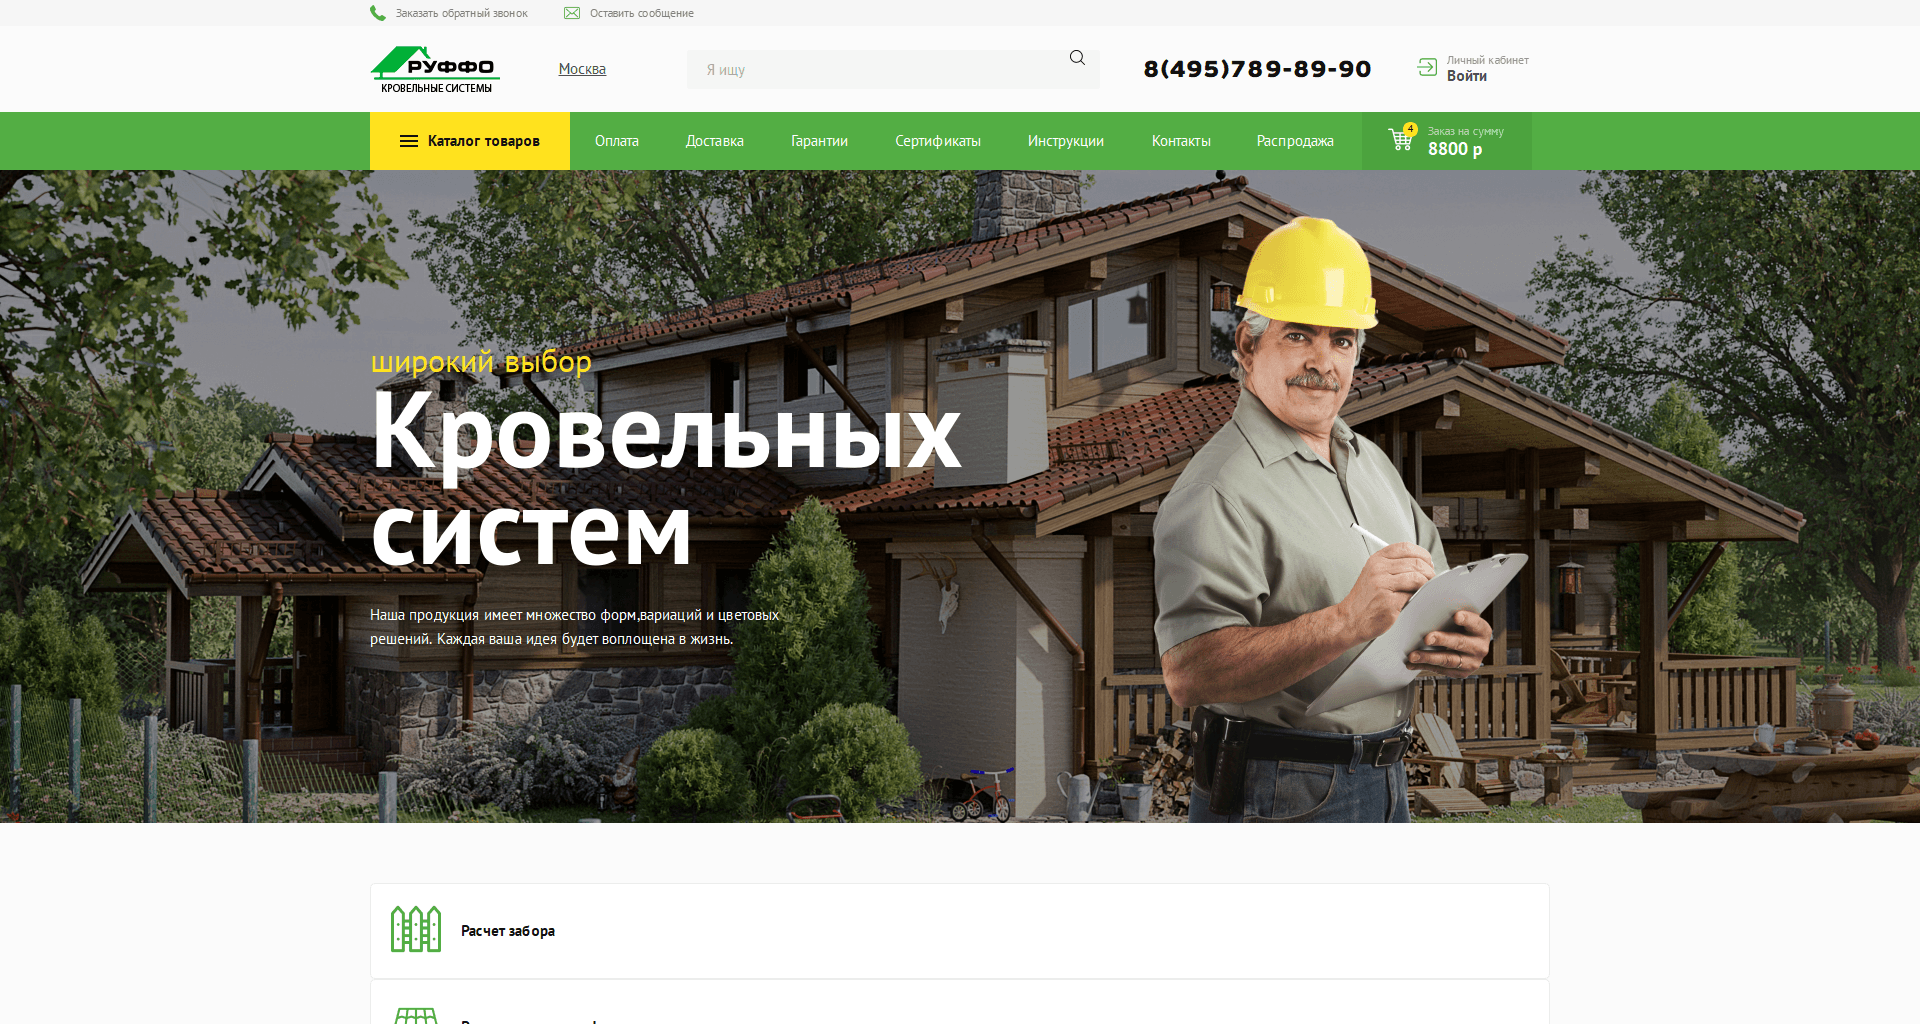 Заказать обратный звонок
Оставить сообщение
РУФФО
КРОВЕЛЬНЫЕ СИСТЕМЫ
Москва
Я ищу
8(495)789-89-90
Личный кабинет
Войти
Каталог товаров
Оплата
Доставка
Гарантии
Сертификаты
Инструкции
Контакты
Распродажа
4
Заказ на сумму
8800 р
широкий выбор
Кровельных
систем
Наша продукция имеет множество форм,вариаций и цветовых
решений. Каждая ваша идея будет воплощена в жизнь.
Расчет забора